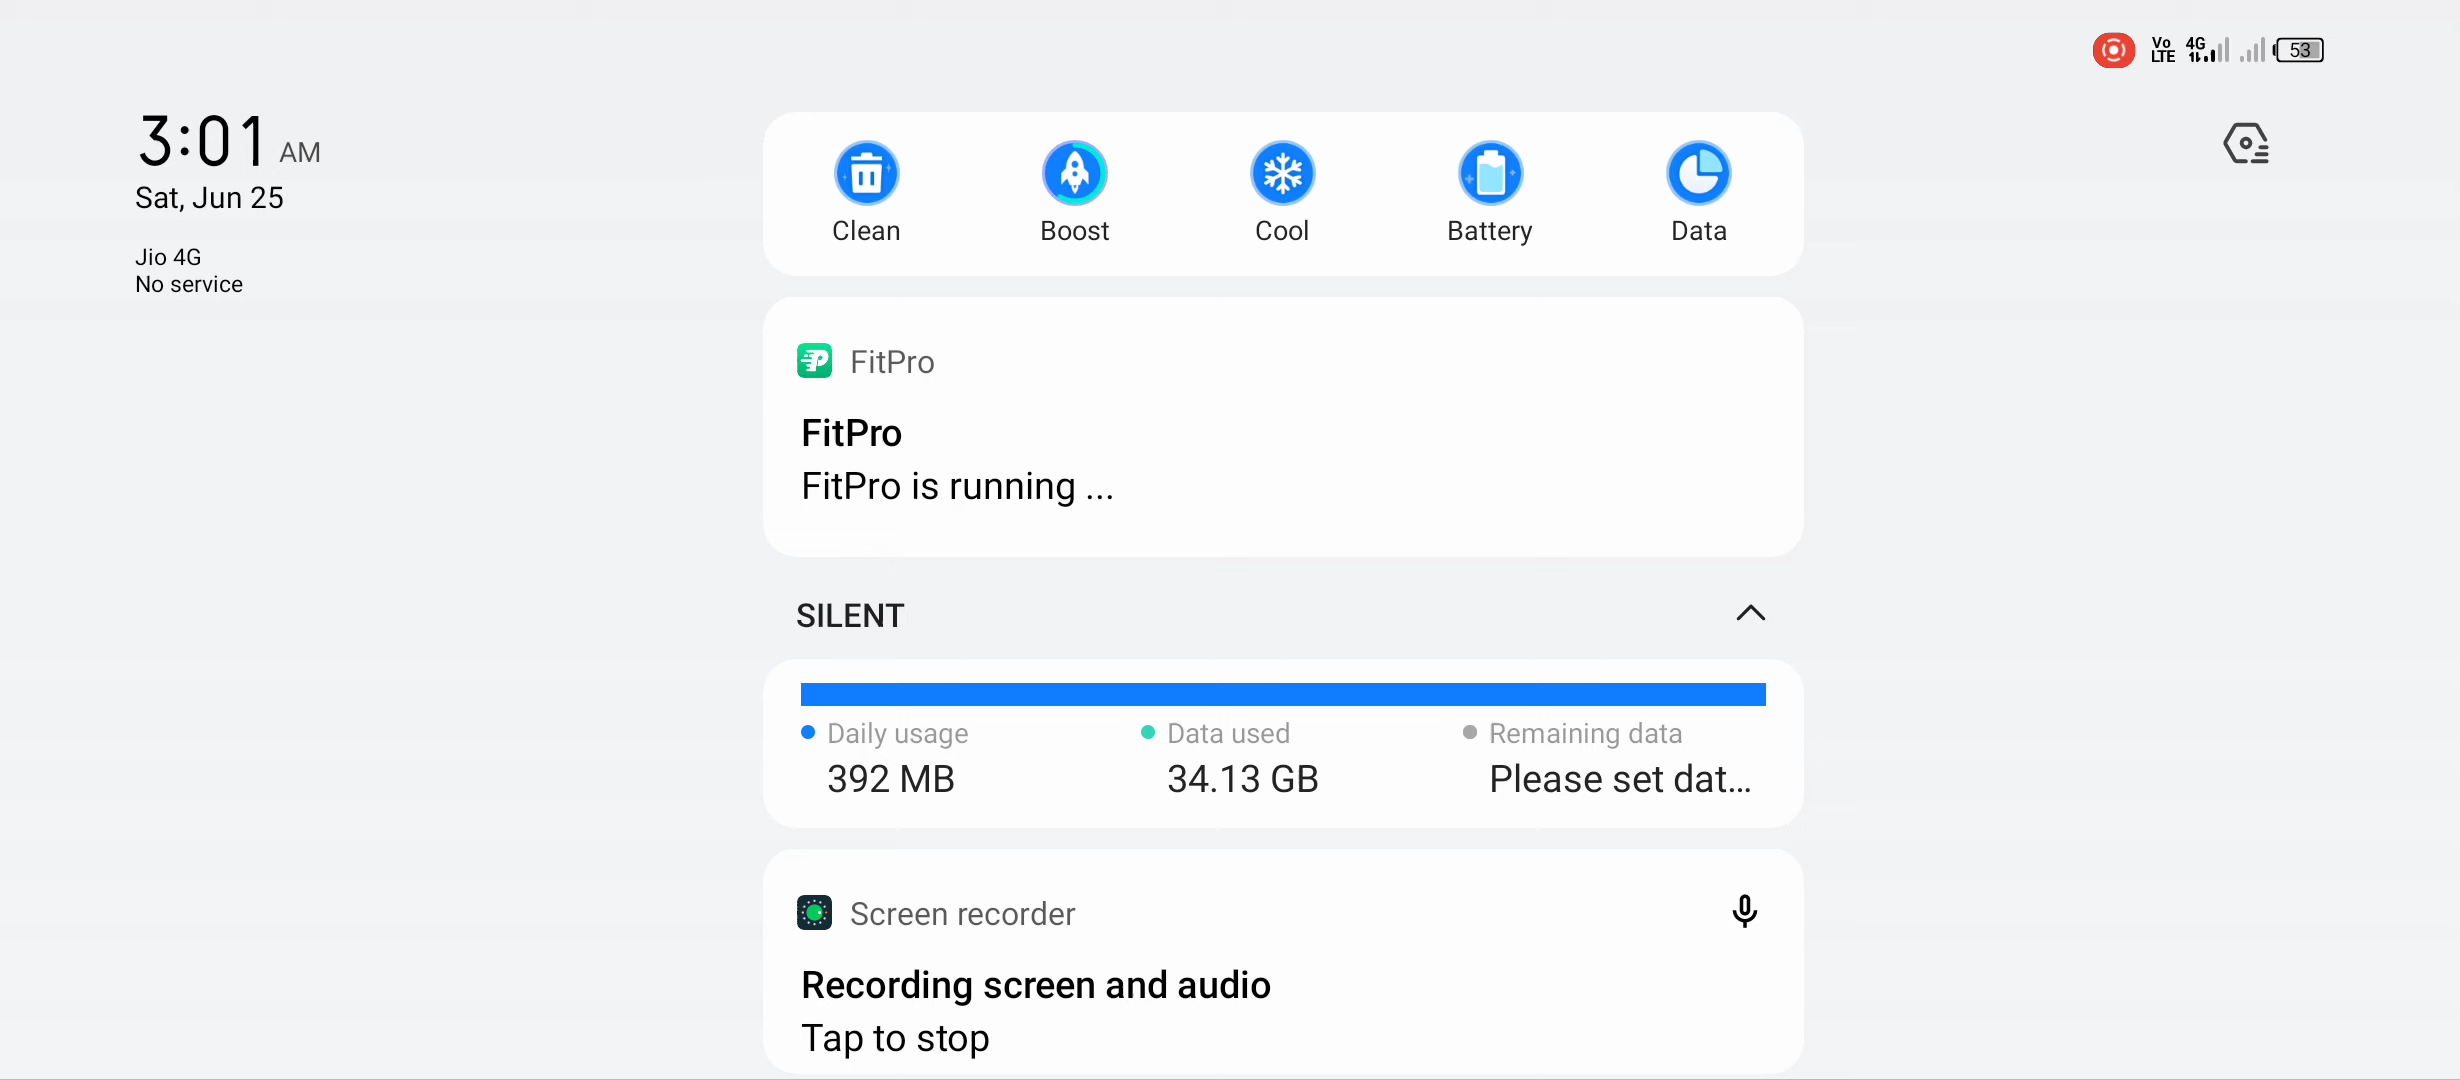 Vo
LTE
4G
53
3:01 AM
Sat, Jun 25
Jio 4G
No service
Clean
Boost
Cool
Battery
Data
FitPro
FitPro
FitPro is running ...
SILENT
Daily usage
392 MB
Data used
34.13 GB
Remaining data
Please set dat...
Screen recorder
Recording screen and audio
Tap to stop